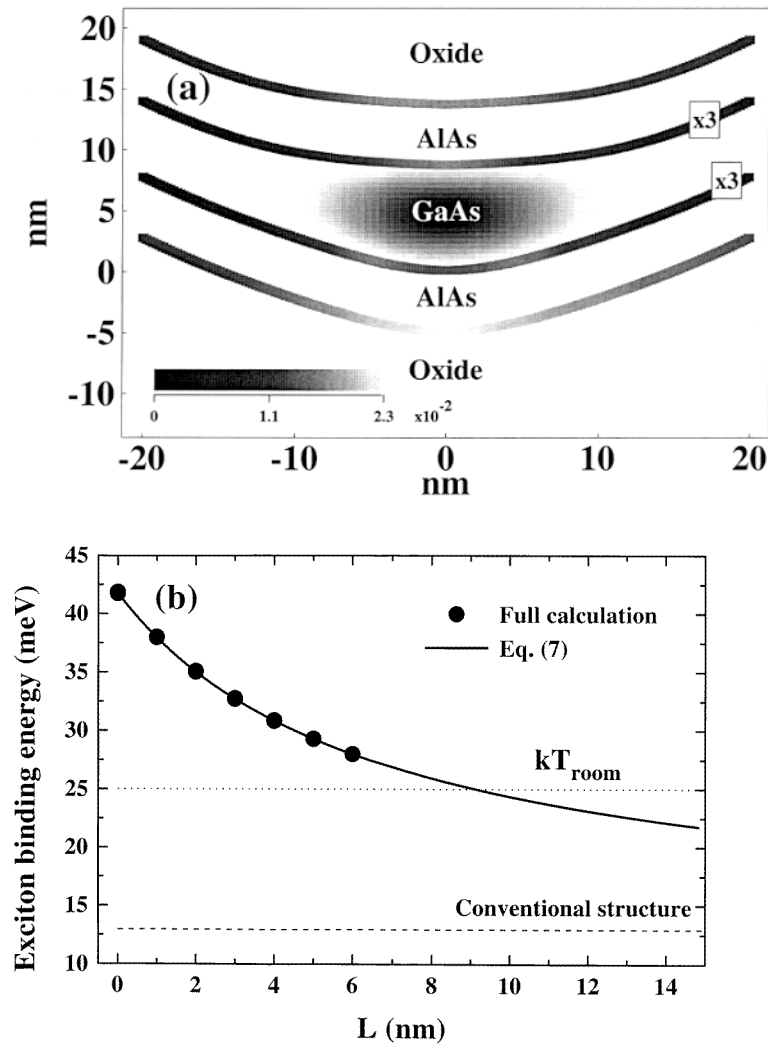 20
Oxide
15
(a)
x3
AlAs
10
x3
nm
5
GaAs
0
AlAs
-5
Oxide
-10
0 1.1 2.3 x10⁻²
-20 -10 0 10 20
nm
45
(b)
40
Full calculation
Eq. (7)
35
30
kT_room
25
20
Conventional structure
15
10
Exciton binding energy (meV)
0 2 4 6 8 10 12 14
L (nm)